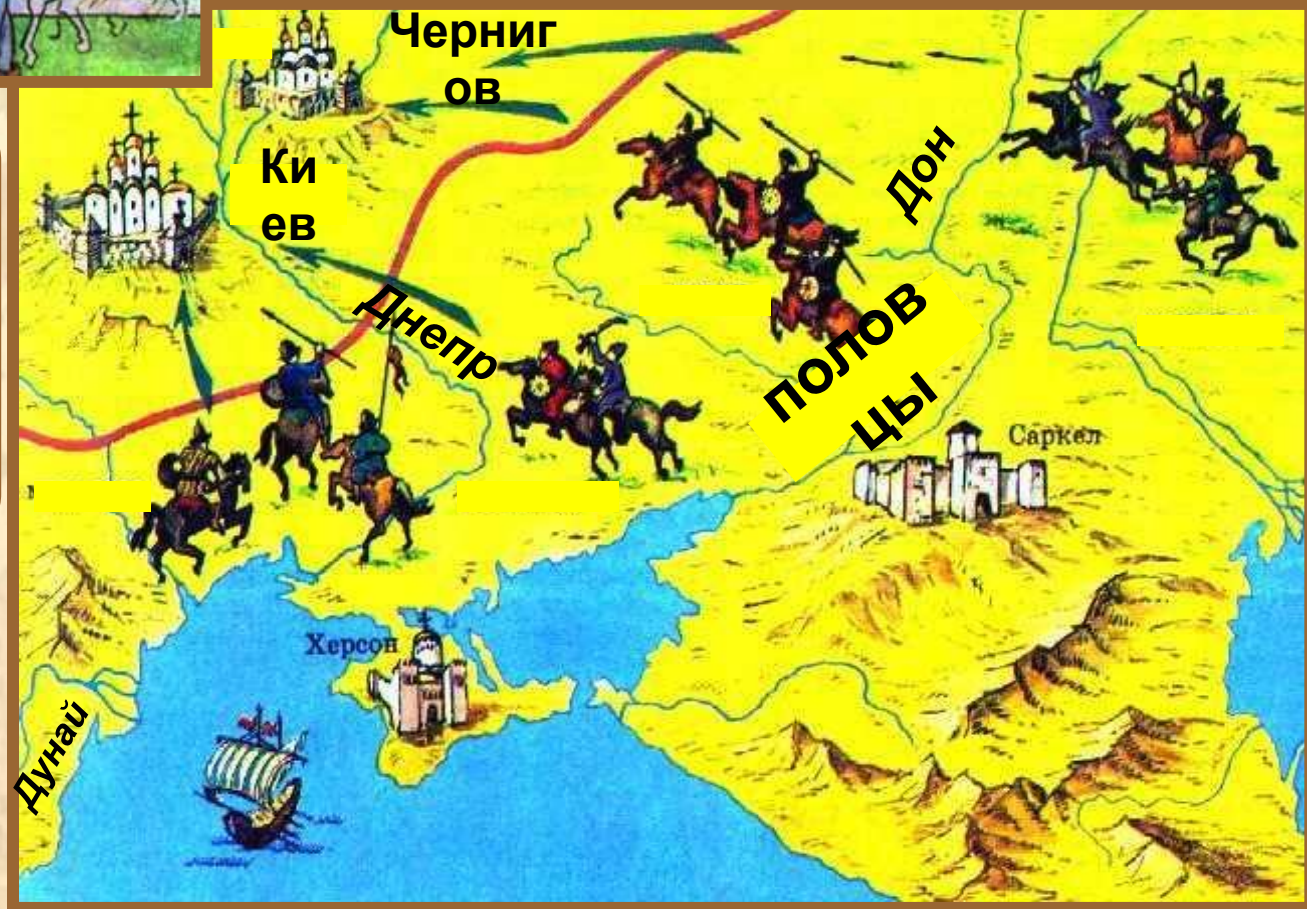 Черниг
ов
Ки
ев
Дон
Днепр
полов
цы
Саркел
Херсон
Дунай